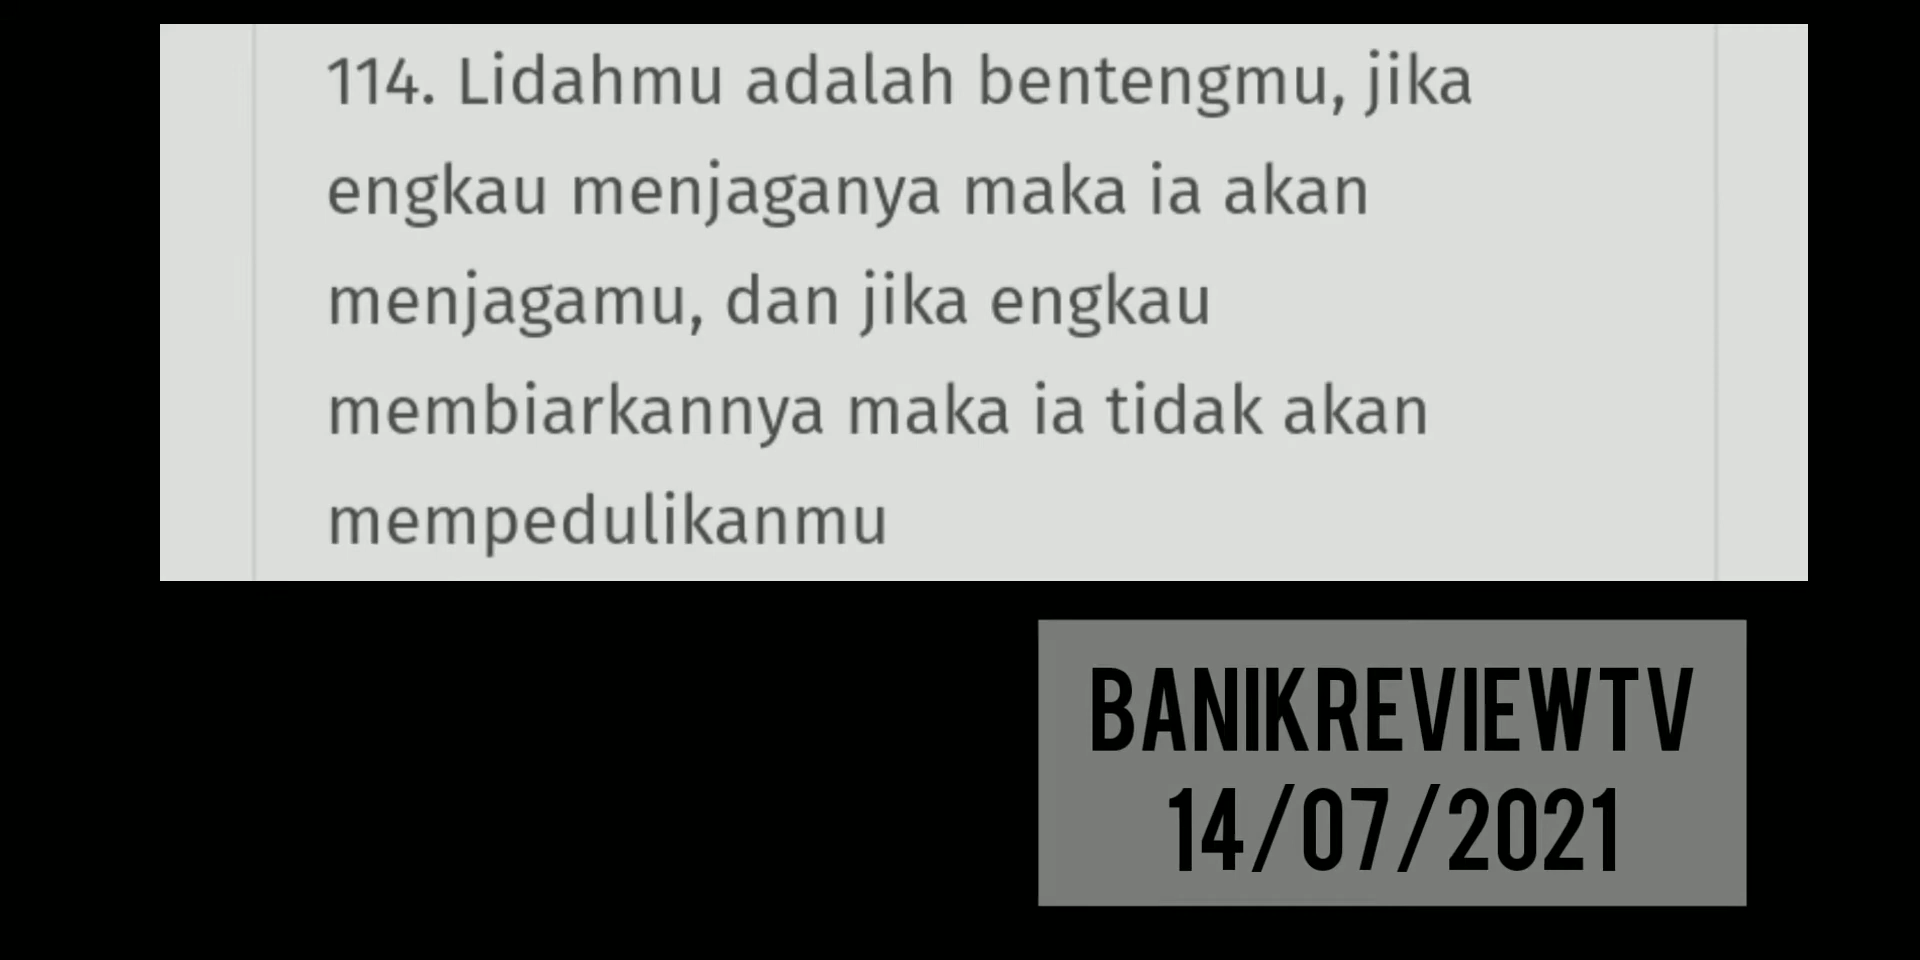 114. Lidahmu adalah bentengmu, jika
engkau menjaganya maka ia akan
menjagamu, dan jika engkau
membiarkannya maka ia tidak akan
mempedulikanmu
BANIKREVIEWTV
14/07/2021